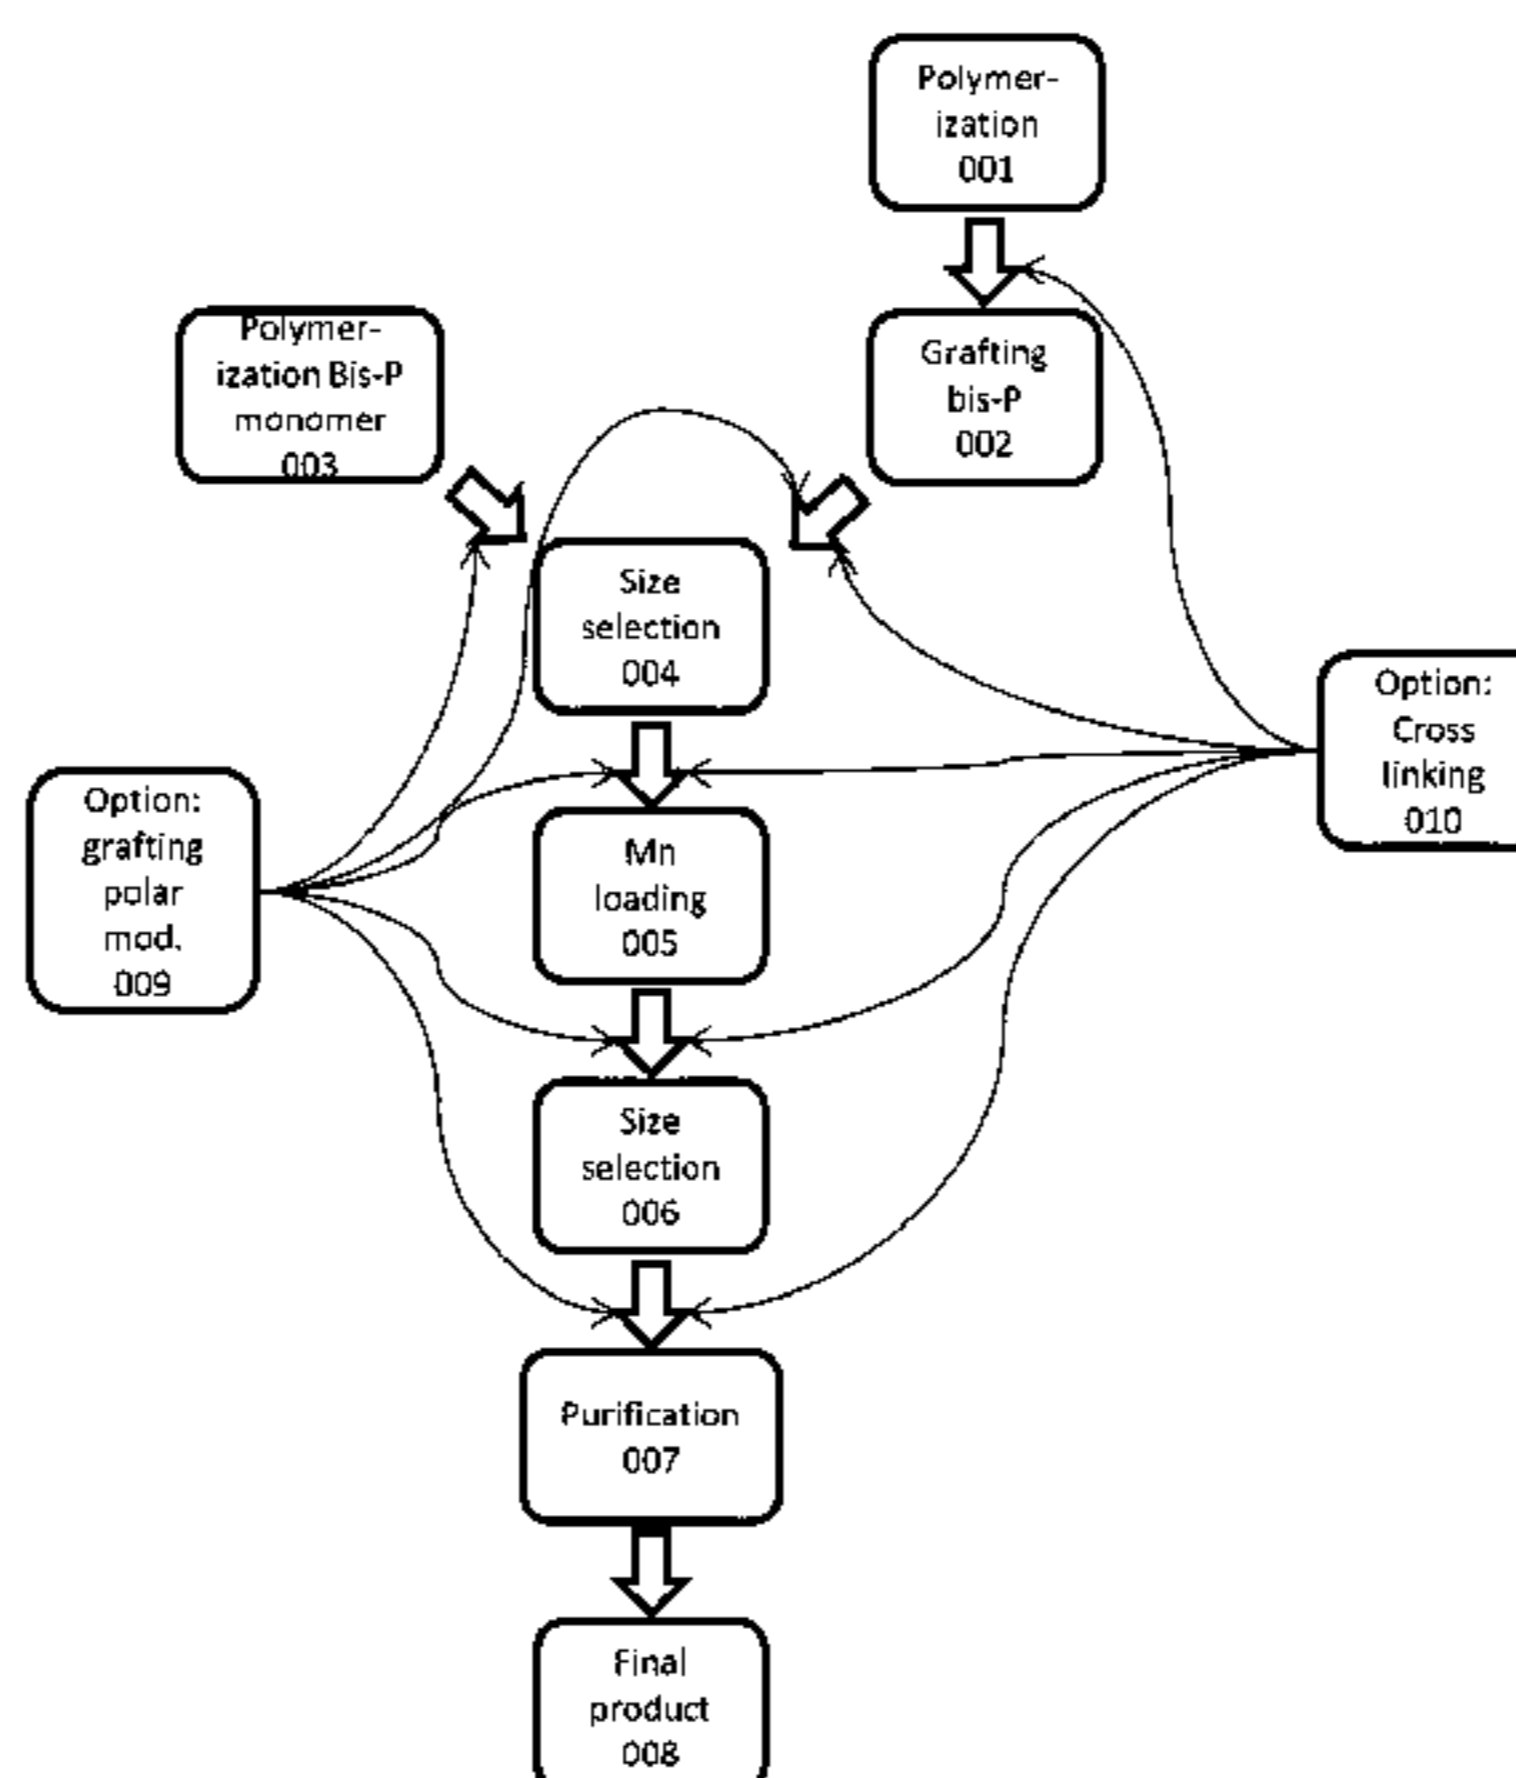 Polymer-
ization
001
Polymer-
ization Bis-P
monomer
003
Grafting
bis-P
002
Size
selection
004
Option:
Cross
linking
010
Option:
grafting
polar
mod.
009
Mn
loading
005
Size
selection
006
Purification
007
Final
product
008